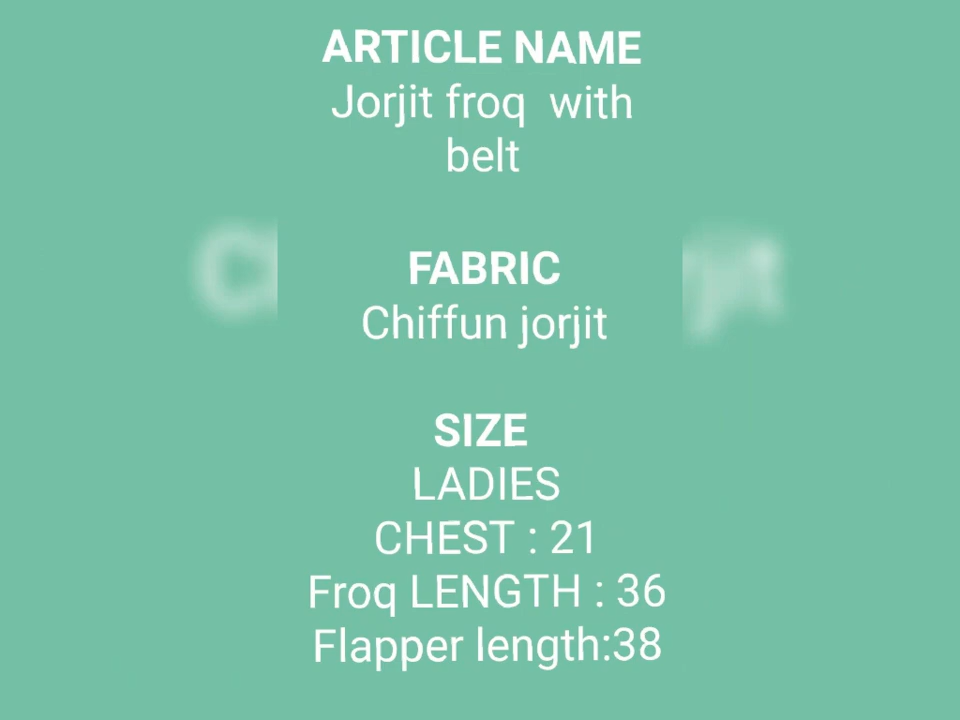 ARTICLE NAME
Jorjit froq with
belt
FABRIC
Chiffun jorjit
SIZE
LADIES
CHEST : 21
Froq LENGTH : 36
Flapper length:38